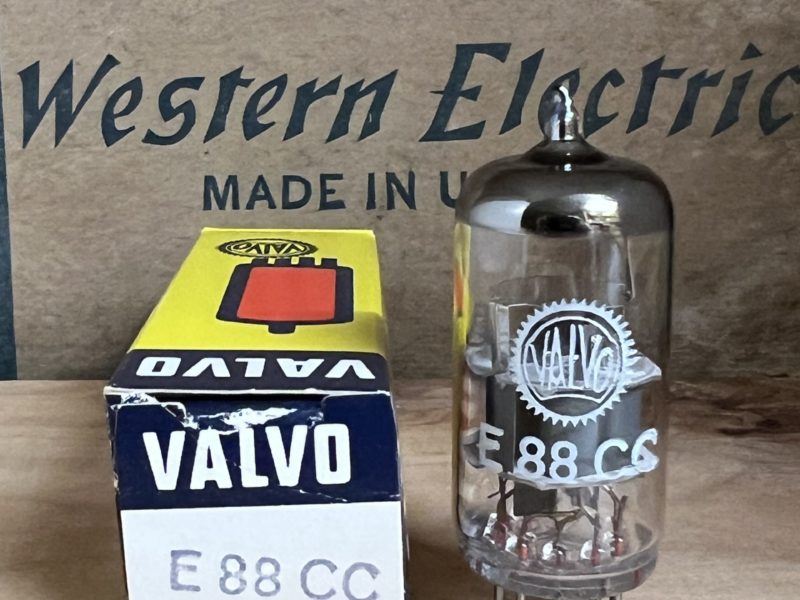 Western Electric
MADE IN U
VALVO
VALVO
VALVO
E 88 CC
VALVO
E 88 CC